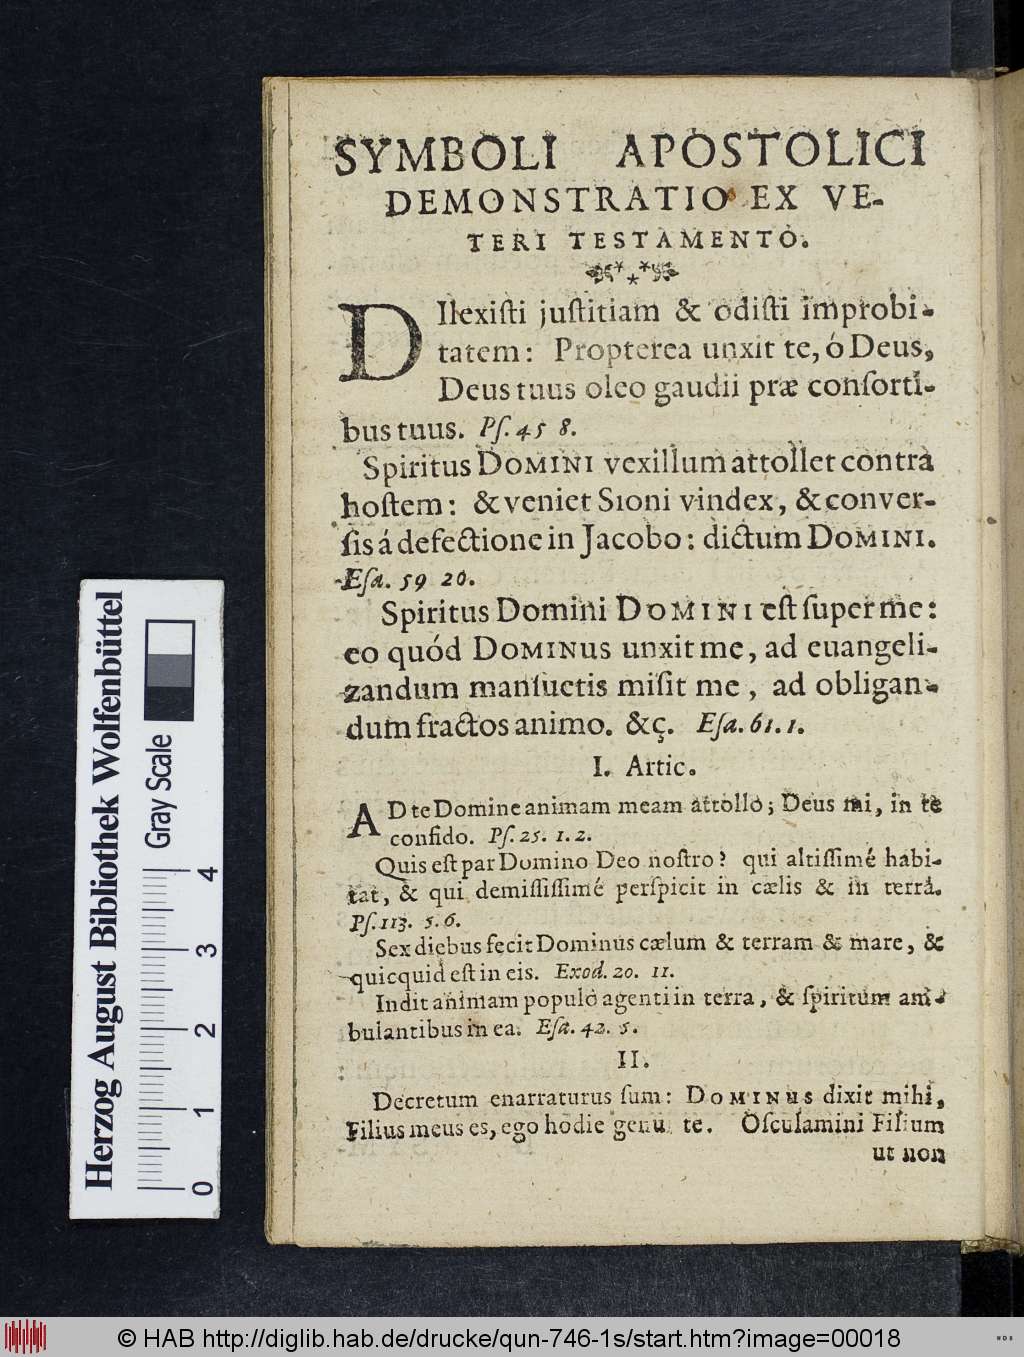 SYMBOLI APOSTOLICI
DEMONSTRATIO EX VE-
TERI TESTAMENTO.
DIlexiſti juſtitiam & odiſti improbi-
tatem: Propterea unxit te, ó Deus,
Deus tuus oleo gaudii præ conſorti-
bus tuus. Pſ. 45 8.
Spiritus DOMINI vexillum attollet contrà
hoſtem: & veniet Sioni vindex, & conver-
ſis á defectione in Jacobo: dictum DOMINI.
Eſa. 59 20.
Spiritus Domini DOMINI eſt ſuper me:
eo quód DOMINUS unxit me, ad euangeli-
zandum manſuetis miſit me, ad obligan-
dum fractos animo. &ç. Eſa. 61. 1.
I. Artic.
AD te Domine animam meam attollo; Deus mi, in te
confido. Pſ. 25. 1. 2.
Quis eſt par Domino Deo noſtro? qui altiſſimé habi-
tat, & qui demiſſiſſimé perſpicit in cælis & in terrâ.
Pſ. 113. 5. 6.
Sex diebus fecit Dominus cælum & terram & mare, &
quicquid eſt in eis. Exod. 20. 11.
Indit animam populo agenti in terra, & ſpiritum am-
bulantibus in ea. Eſa. 42. 5.
II.
Decretum enarraturus ſum: DOMINUS dixit mihi,
Filius meus es, ego hodie genu te. Oſculamini Filium
ut non
Herzog August Bibliothek Wolfenbüttel
Gray Scale
0 1 2 3 4
© HAB http://diglib.hab.de/drucke/qun-746-1s/start.htm?image=00018